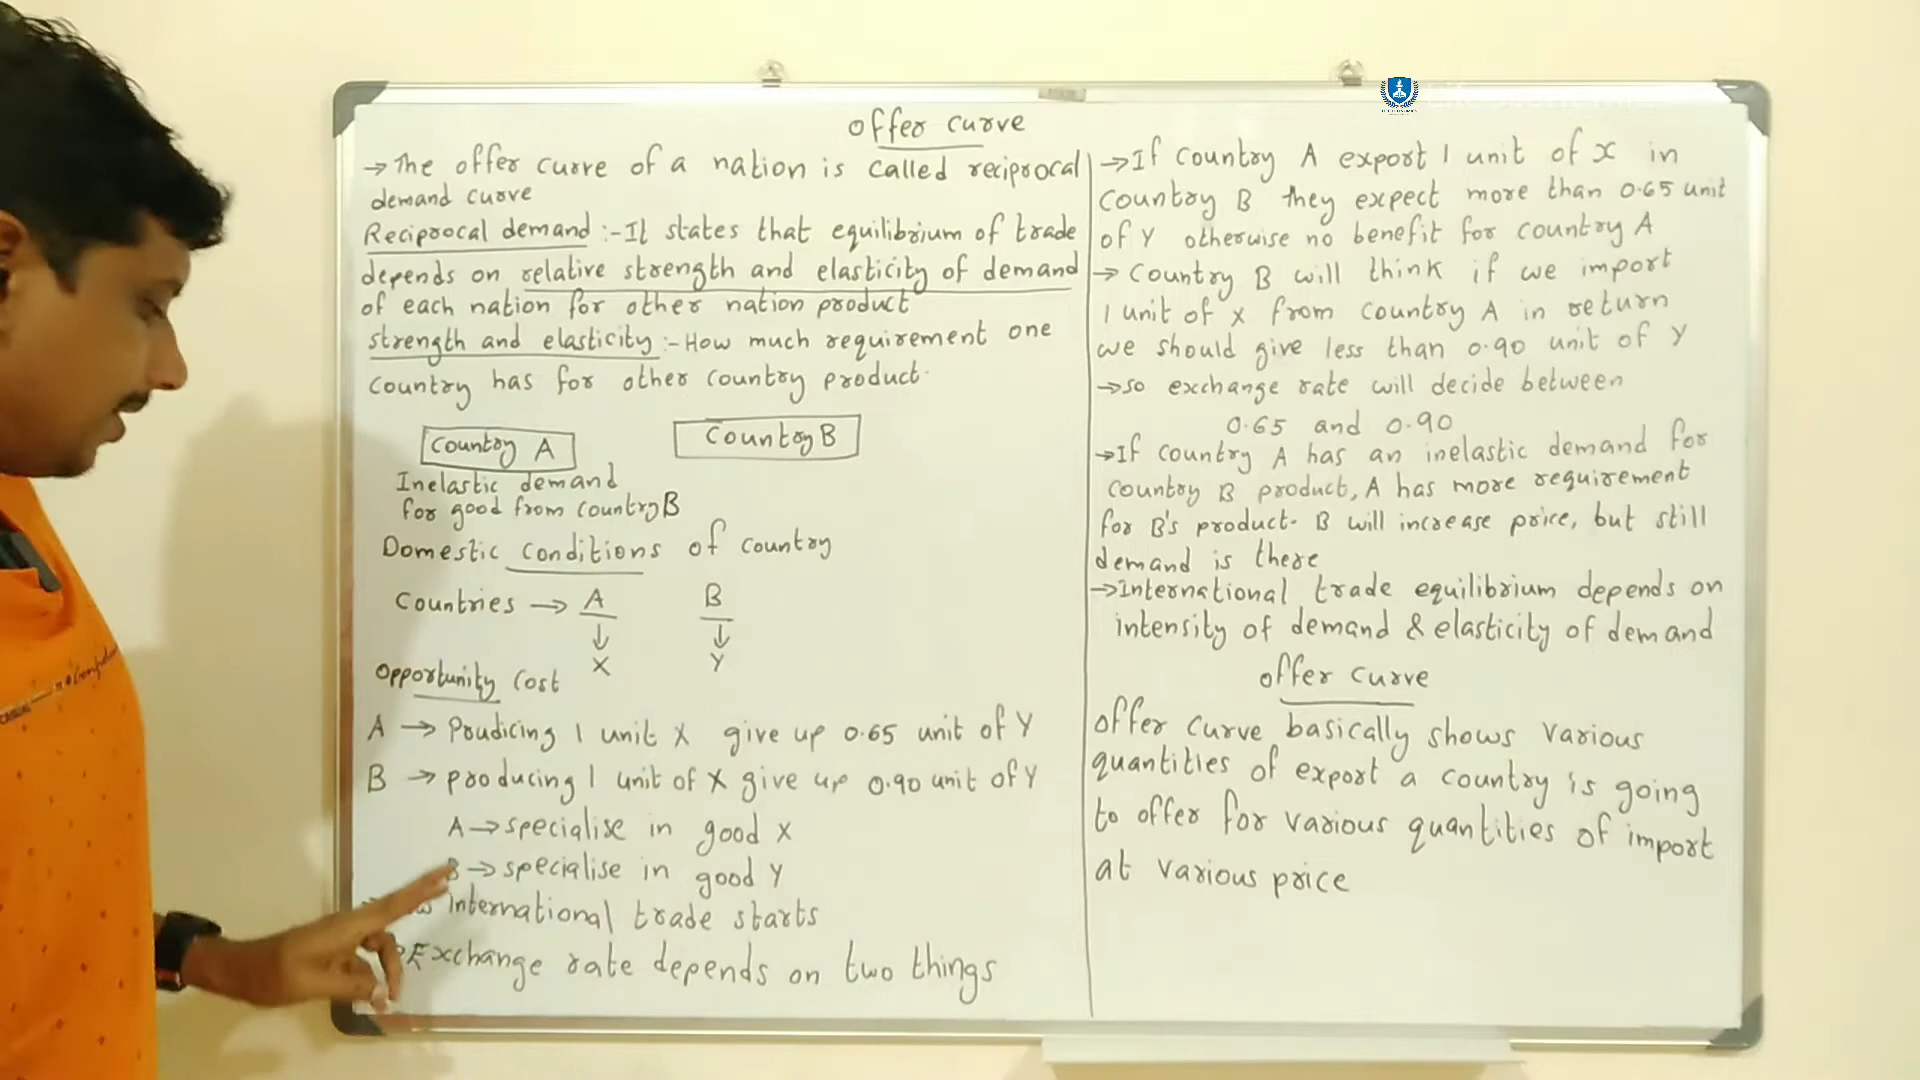 Offer curve
→ The offer curve of a nation is called reciprocal
demand curve
Reciprocal demand :- It states that equilibrium of trade
depends on relative strength and elasticity of demand
of each nation for other nation product
strength and elasticity :- How much requirement one
country has for other country product.
Country A
Country B
Inelastic demand
for good from country B
Domestic conditions of country
Countries → A B
↓ ↓
X Y
Opportunity cost
A → Proudicing 1 unit X give up 0.65 unit of Y
B → producing 1 unit of X give up 0.90 unit of Y
A → specialise in good X
B → specialise in good Y
International trade starts
Exchange rate depends on two things
→ If country A export 1 unit of x in
country B they expect more than 0.65 unit
of Y otherwise no benefit for country A
→ Country B will think if we import
1 unit of X from country A in return
we should give less than 0.90 unit of Y
→ so exchange rate will decide between
0.65 and 0.90
→ If country A has an inelastic demand for
country B product, A has more requirement
for B's product. B will increase price, but still
demand is there
→ International trade equilibrium depends on
intensity of demand & elasticity of demand
offer curve
offer curve basically shows various
quantities of export a country is going
to offer for various quantities of import
at various price